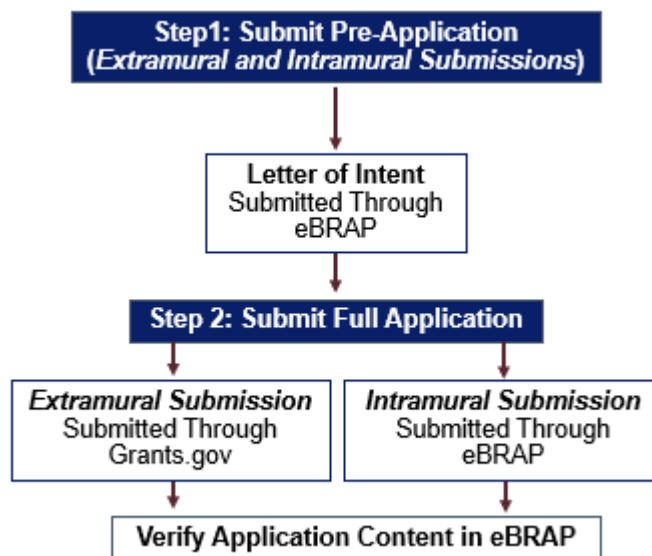 Step1: Submit Pre-Application
(Extramural and Intramural Submissions)
Letter of Intent
Submitted Through
eBRAP
Step 2: Submit Full Application
Extramural Submission
Submitted Through
Grants.gov
Intramural Submission
Submitted Through
eBRAP
Verify Application Content in eBRAP